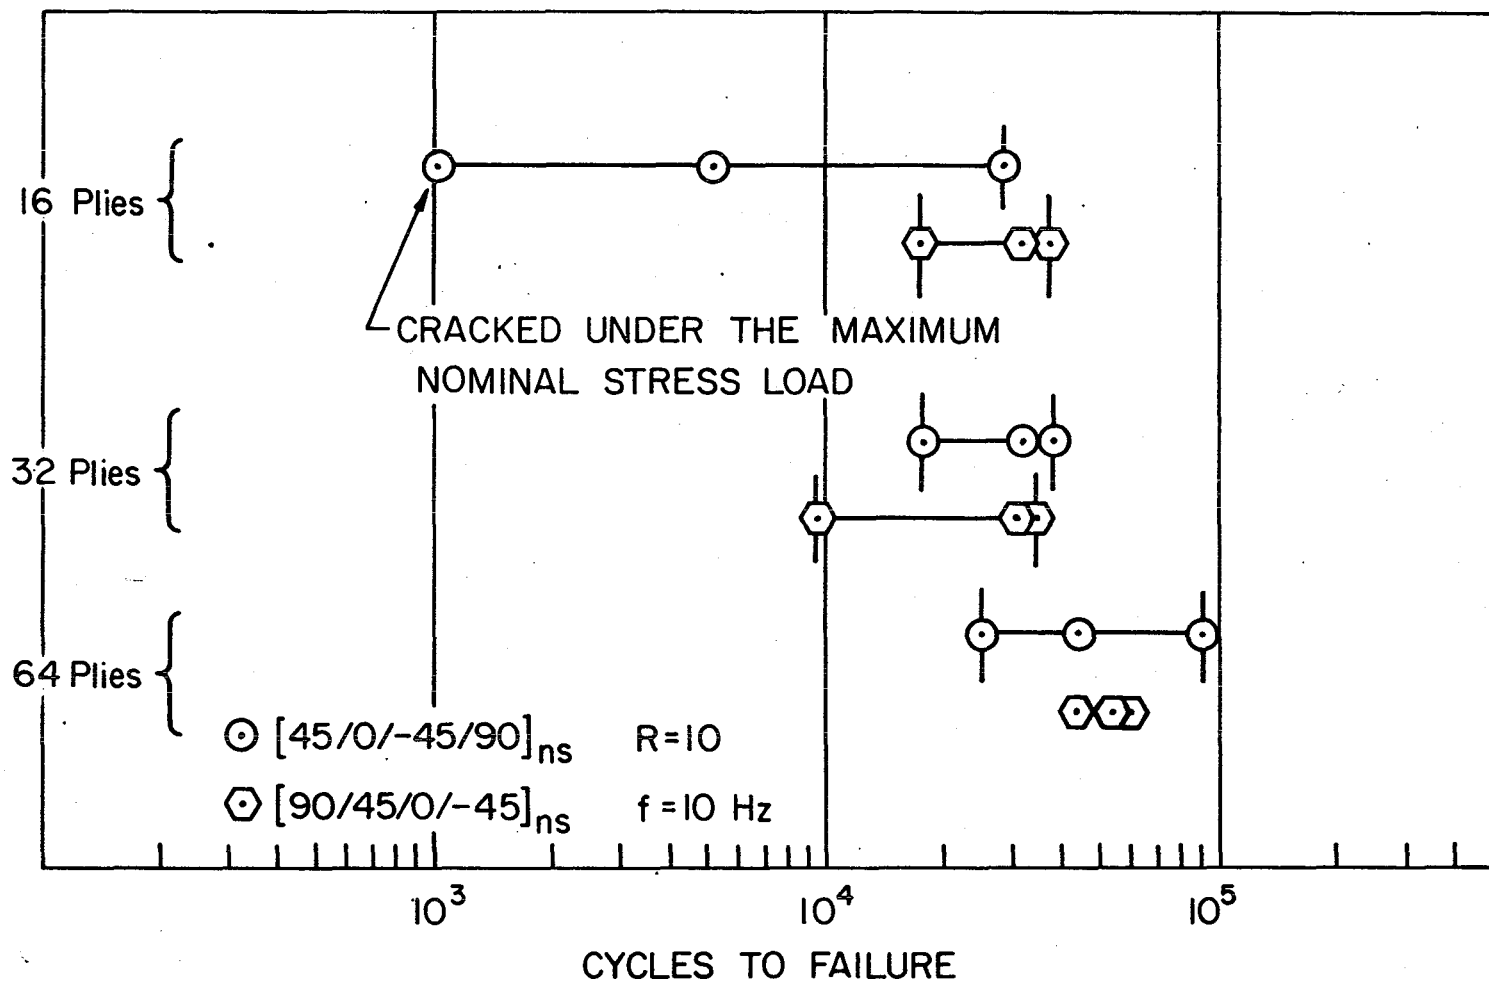 16 Plies
CRACKED UNDER THE MAXIMUM
NOMINAL STRESS LOAD
32 Plies
64 Plies
[45/0/-45/90]ns R=10
[90/45/0/-45]ns f=10 Hz
10³ 10⁴ 10⁵
CYCLES TO FAILURE